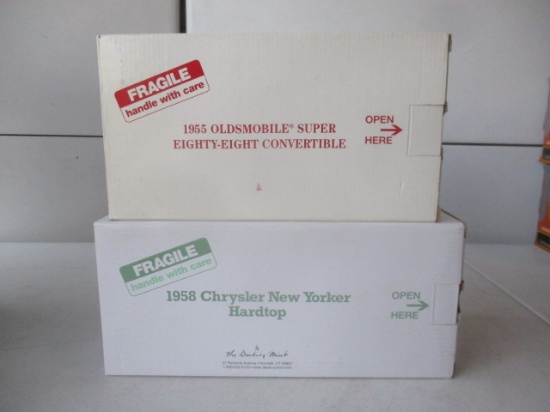 FRAGILE
handle with care
1955 OLDSMOBILE® SUPER
EIGHTY-EIGHT CONVERTIBLE
OPEN
HERE
FRAGILE
handle with care
1958 Chrysler New Yorker
Hardtop
OPEN
HERE
The Danbury Mint